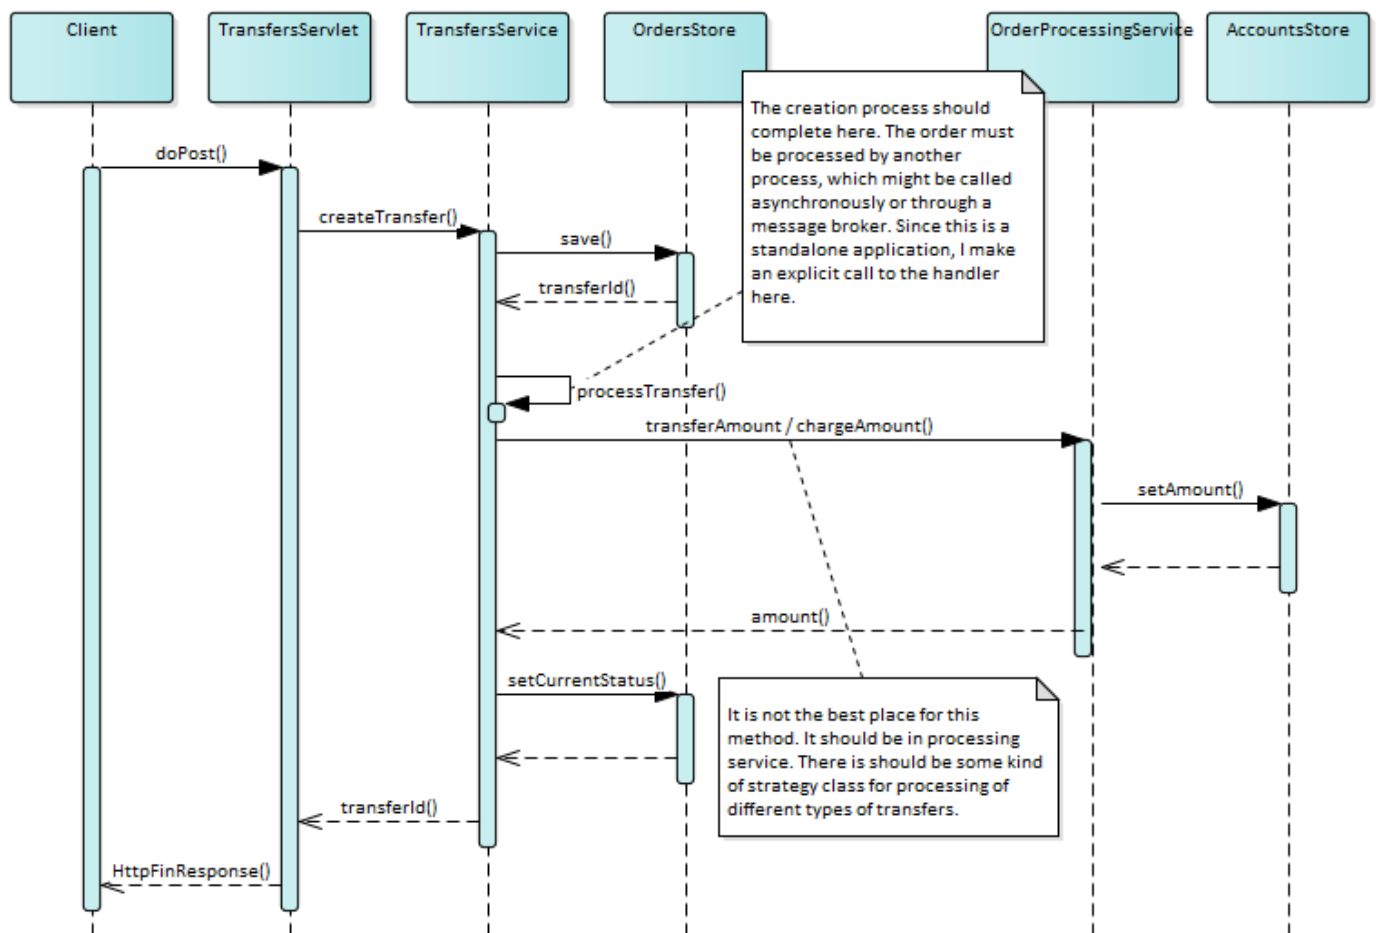 Client
TransfersServlet
TransfersService
OrdersStore
OrderProcessingService
AccountsStore
The creation process should
complete here. The order must
be processed by another
process, which might be called
asynchronously or through a
message broker. Since this is a
standalone application, I make
an explicit call to the handler
here.
doPost()
createTransfer()
save()
transferId()
processTransfer()
transferAmount / chargeAmount()
setAmount()
amount()
setCurrentStatus()
It is not the best place for this
method. It should be in processing
service. There is should be some kind
of strategy class for processing of
different types of transfers.
transferId()
HttpFinResponse()